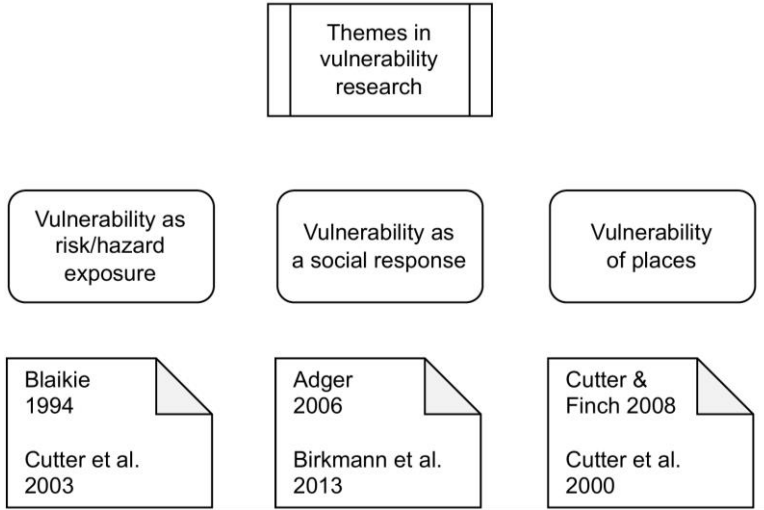 Themes in
vulnerability
research
Vulnerability as
risk/hazard
exposure
Vulnerability as
a social response
Vulnerability
of places
Blaikie
1994
Cutter et al.
2003
Adger
2006
Birkmann et al.
2013
Cutter &
Finch 2008
Cutter et al.
2000